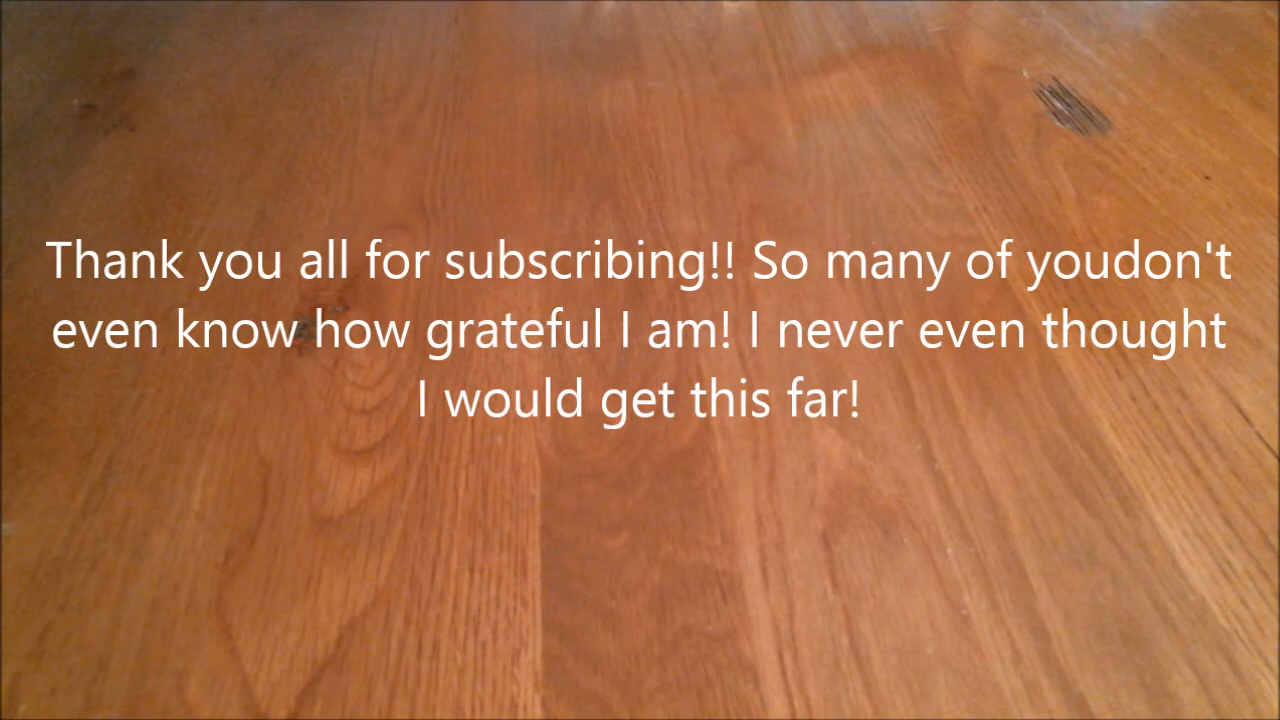 Thank you all for subscribing!! So many of youdon't
even know how grateful I am! I never even thought
I would get this far!